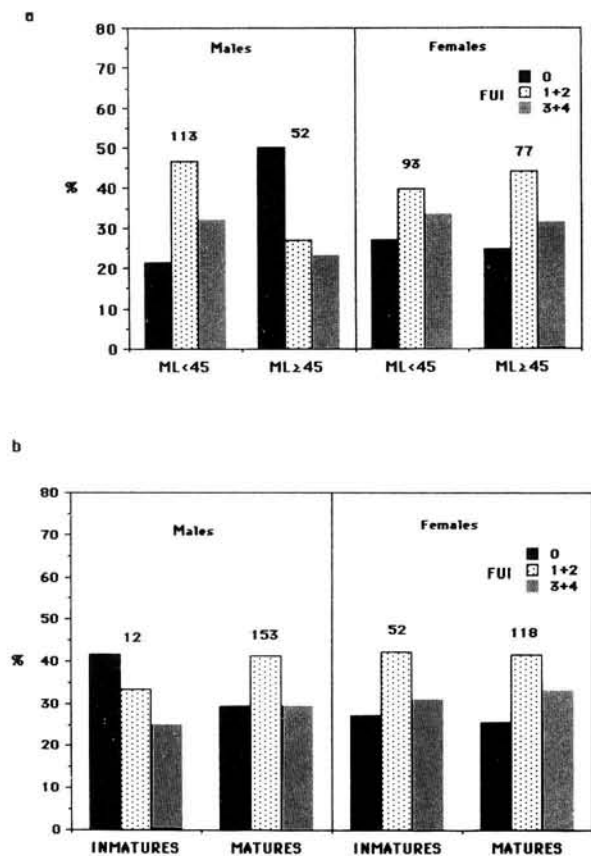 a
80
Males Females
70
0
FUI 1+2
60
3+4
113 52 93 77
50
%
40
30
20
10
0
ML<45 ML≥45 ML<45 ML≥45
b
80
Males Females
70
0
FUI 1+2
60
3+4
50
12 153 52 118
%
40
30
20
10
0
INMATURES MATURES INMATURES MATURES